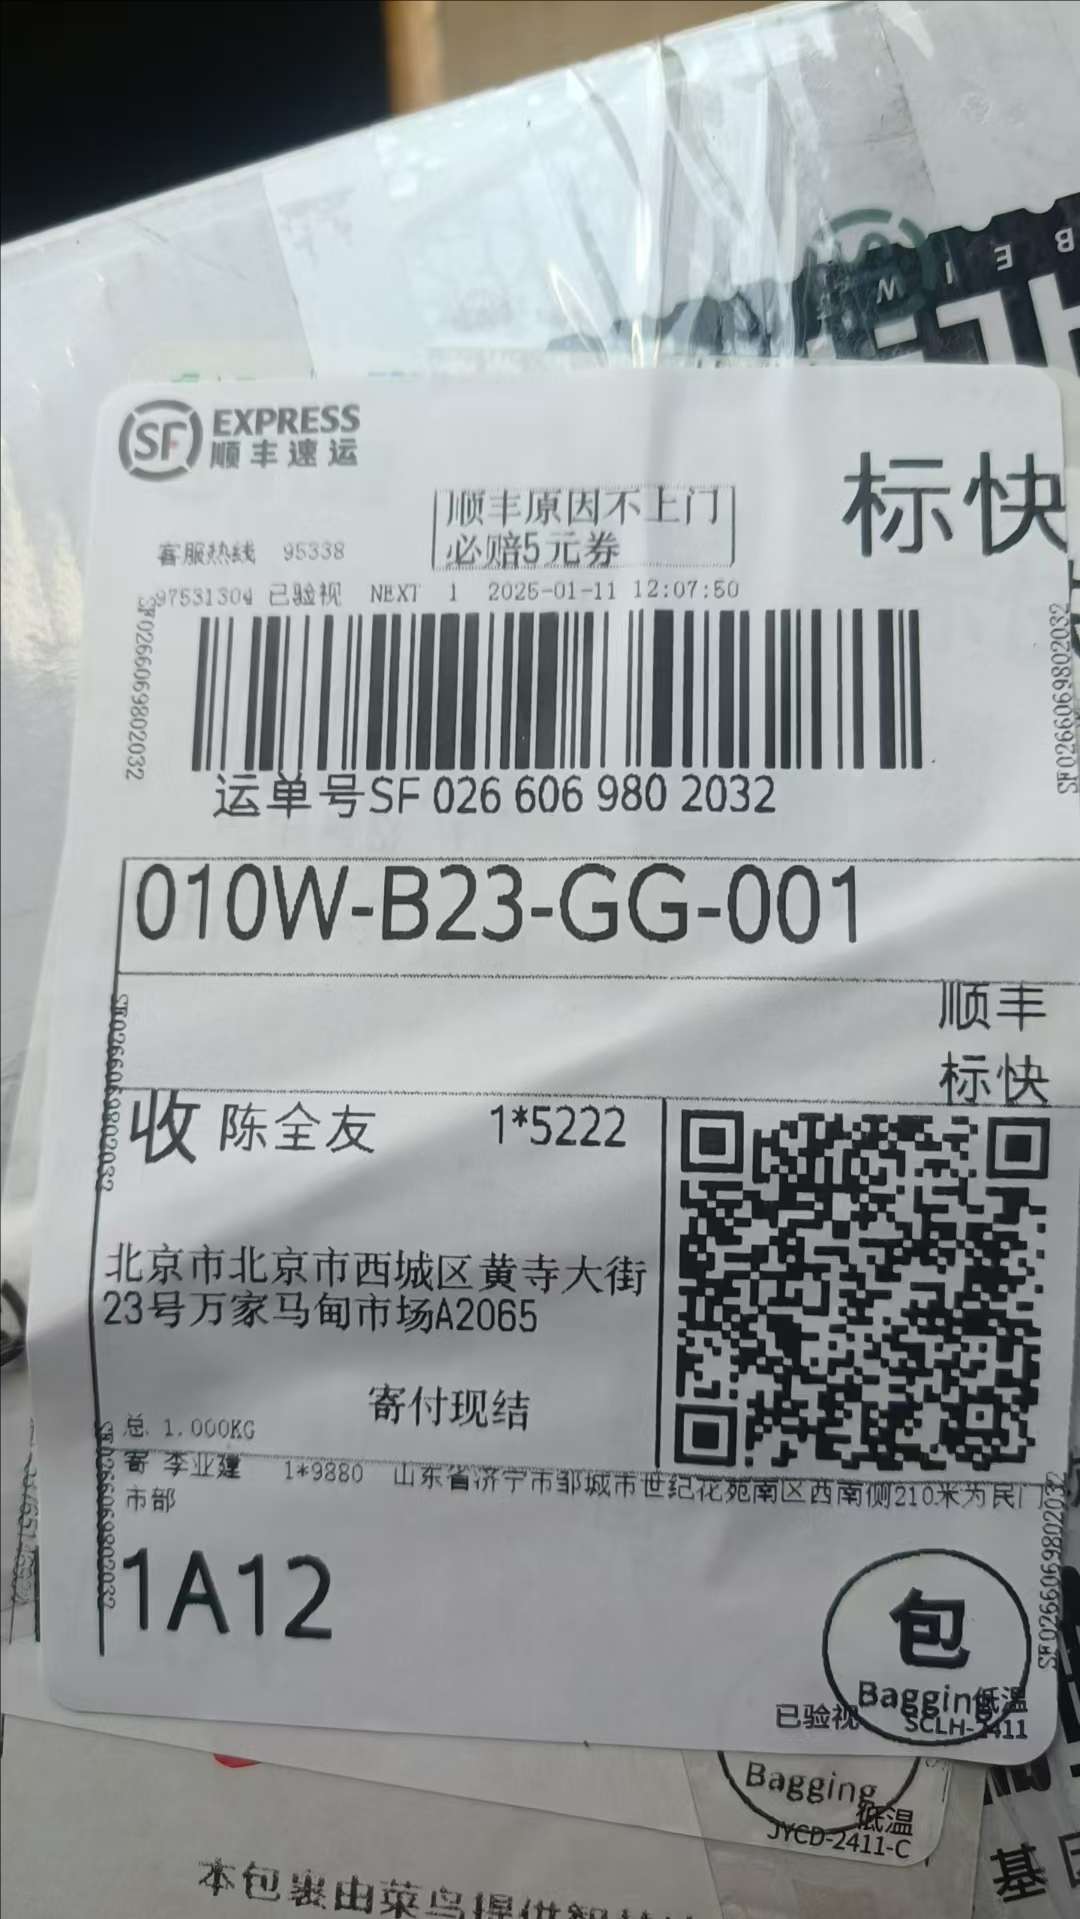 SF EXPRESS
顺丰速运
标快
顺丰原因不上门
必赔5元券
客服热线 95338
97531304 已验视 NEXT 1 2025-01-11 12:07:50
SF0266069802032
SF0266069802032
运单号SF 026 606 980 2032
010W-B23-GG-001
顺丰
标快
SF0266069802032
收 陈全友 1*5222
北京市北京市西城区黄寺大街
23号万家马甸市场A2065
寄付现结
总 1.000KG
寄 李业建 1*9880 山东省济宁市邹城市世纪花苑南区西南侧210米为民门
市部
SF0266069802032
SF0266069802032
1A12
包
Bagging
低温
已验视
SCLH-2411
Bagging
低温
JYCD-2411-C
本包裹由菜鸟提供
基